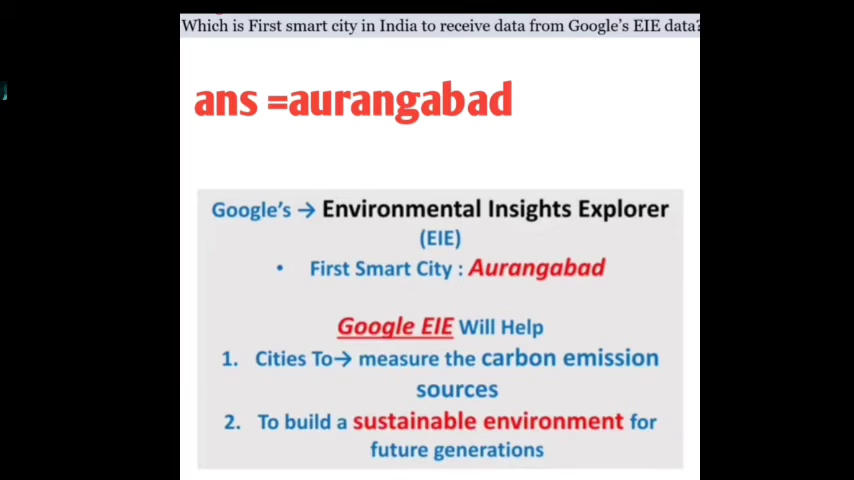 Which is First smart city in India to receive data from Google's EIE data?
ans =aurangabad
Google's → Environmental Insights Explorer
(EIE)
• First Smart City : Aurangabad
Google EIE Will Help
1. Cities To→ measure the carbon emission
sources
2. To build a sustainable environment for
future generations